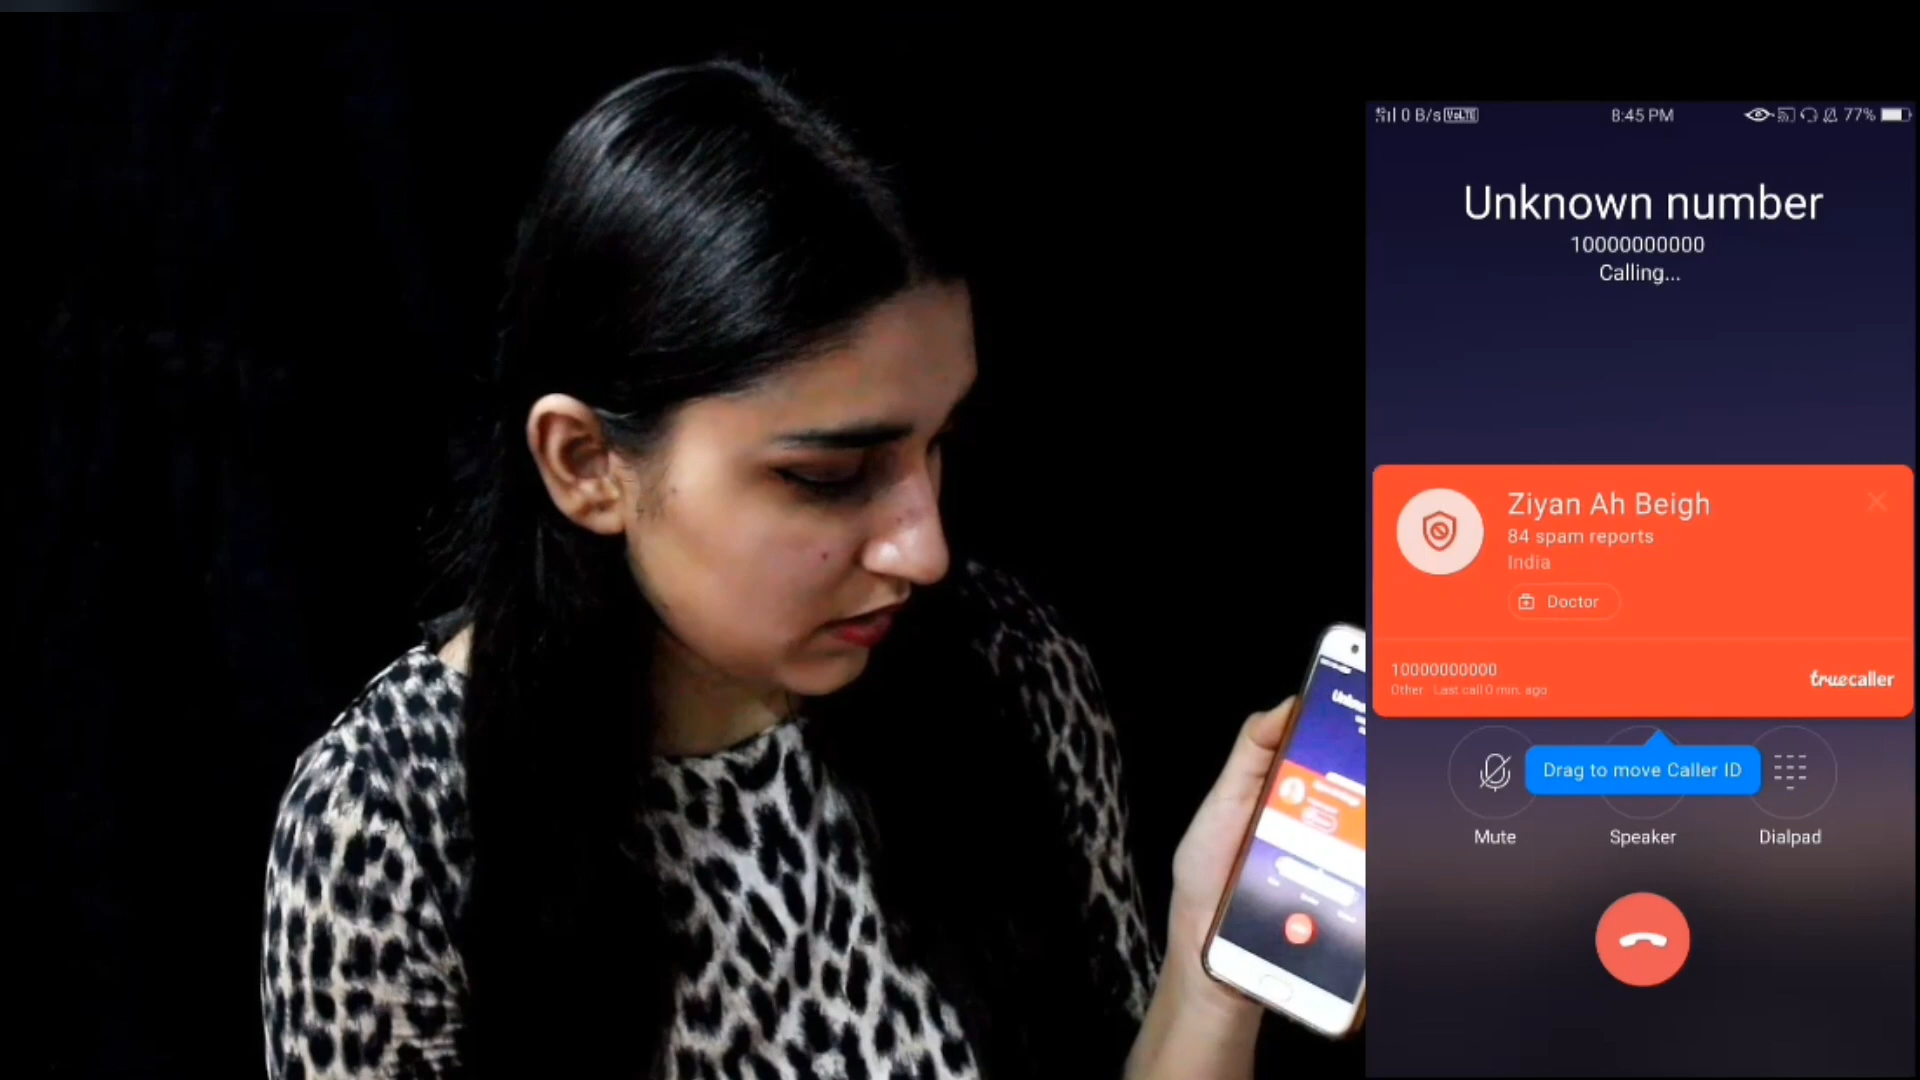 0 B/s VoLTE 8:45 PM 77%
Unknown number
10000000000
Calling...
Ziyan Ah Beigh
84 spam reports
India
Doctor
10000000000
Other Last call 0 min. ago
truecaller
Drag to move Caller ID
Mute Speaker Dialpad